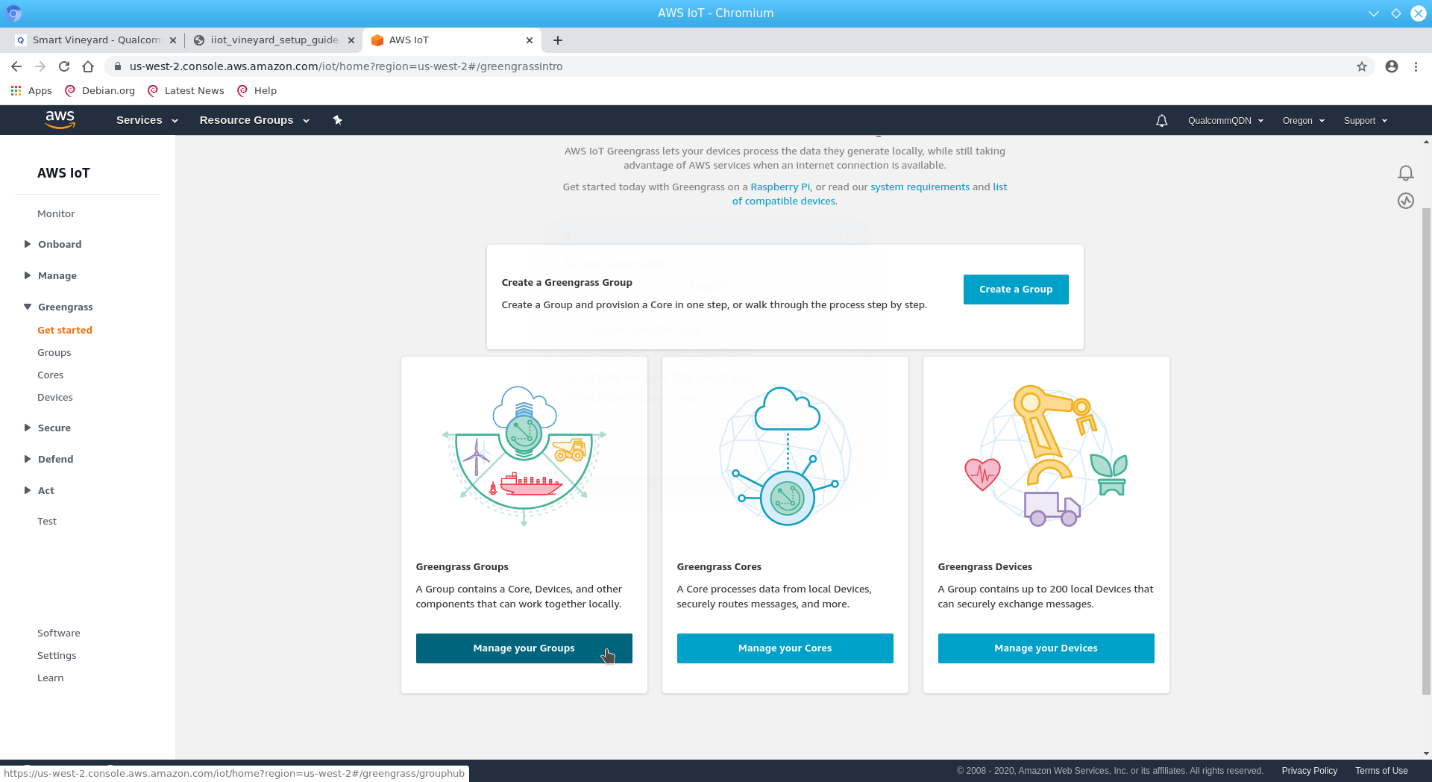 AWS IoT - Chromium
Smart Vineyard - Qualcom
iiot_vineyard_setup_guide
AWS IoT
us-west-2.console.aws.amazon.com/iot/home?region=us-west-2#/greengrassIntro
Apps
Debian.org
Latest News
Help
aws
Services
Resource Groups
QualcommQDN
Oregon
Support
AWS IoT
Monitor
Onboard
Manage
Greengrass
Get started
Groups
Cores
Devices
Secure
Defend
Act
Test
Software
Settings
Learn
AWS IoT Greengrass lets your devices process the data they generate locally, while still taking
advantage of AWS services when an internet connection is available.
Get started today with Greengrass on a Raspberry Pi, or read our system requirements and list
of compatible devices.
Create a Greengrass Group
Create a Group and provision a Core in one step, or walk through the process step by step.
Create a Group
Greengrass Groups
A Group contains a Core, Devices, and other
components that can work together locally.
Manage your Groups
Greengrass Cores
A Core processes data from local Devices,
securely routes messages, and more.
Manage your Cores
Greengrass Devices
A Group contains up to 200 local Devices that
can securely exchange messages.
Manage your Devices
https://us-west-2.console.aws.amazon.com/iot/home?region=us-west-2#/greengrass/grouphub
© 2008 - 2020, Amazon Web Services, Inc. or its affiliates. All rights reserved.
Privacy Policy
Terms of Use